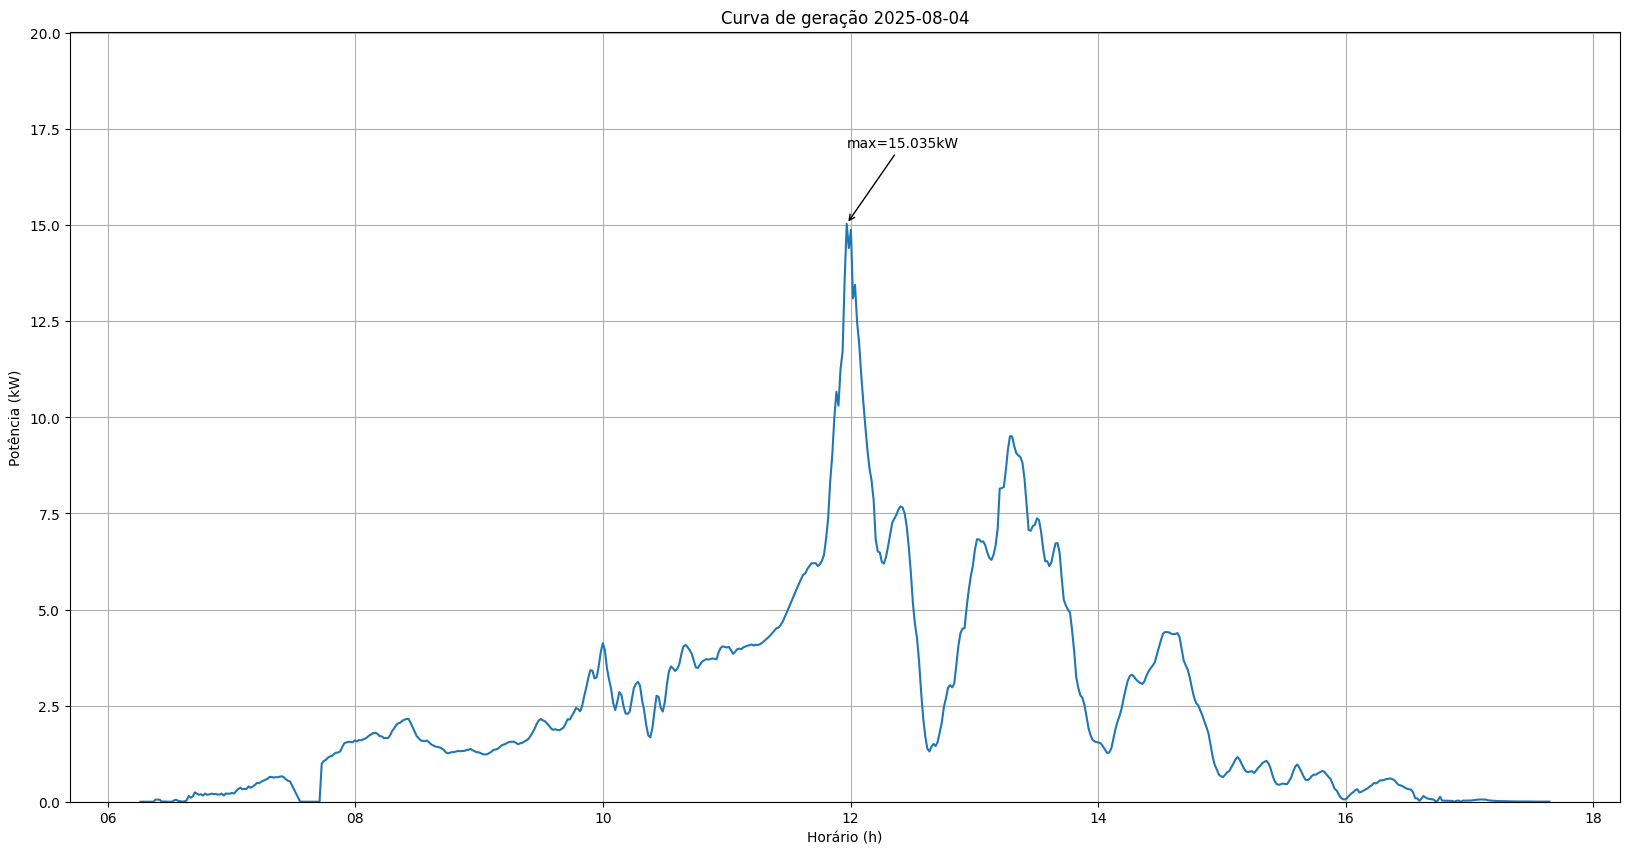 Curva de geração 2025-08-04
20.0
17.5
max=15.035kW
15.0
12.5
10.0
Potência (kW)
7.5
5.0
2.5
0.0
06 08 10 12 14 16 18
Horário (h)